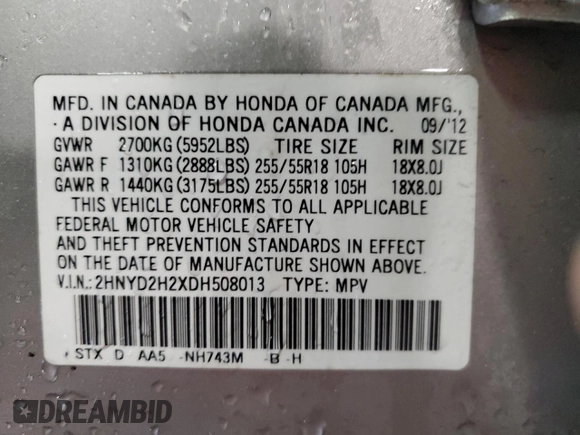 MFD. IN CANADA BY HONDA OF CANADA MFG.,
A DIVISION OF HONDA CANADA INC. 09/'12
GVWR 2700KG (5952LBS) TIRE SIZE RIM SIZE
GAWR F 1310KG (2888LBS) 255/55R18 105H 18X8.0J
GAWR R 1440KG (3175LBS) 255/55R18 105H 18X8.0J
THIS VEHICLE CONFORMS TO ALL APPLICABLE
FEDERAL MOTOR VEHICLE SAFETY
AND THEFT PREVENTION STANDARDS IN EFFECT
ON THE DATE OF MANUFACTURE SHOWN ABOVE.
V.I.N.: 2HNYD2H2XDH508013 TYPE: MPV
STX D AA5 -NH743M -B -H
DREAMBID